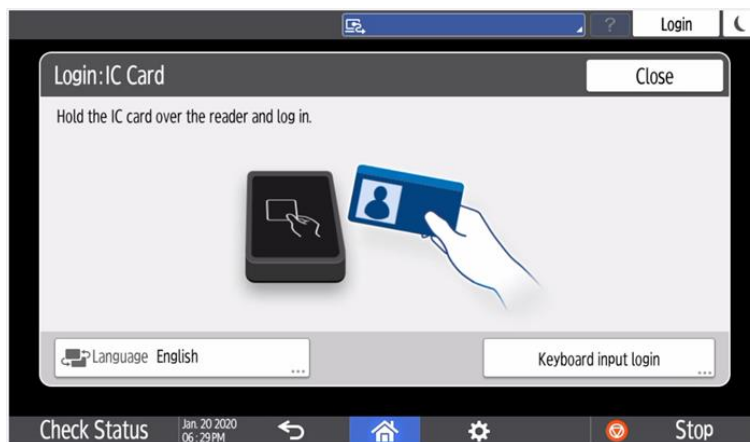 ? Login
Login:IC Card Close
Hold the IC card over the reader and log in.
Language English ...
Keyboard input login ...
Check Status Jan. 20 2020
06:29PM Stop